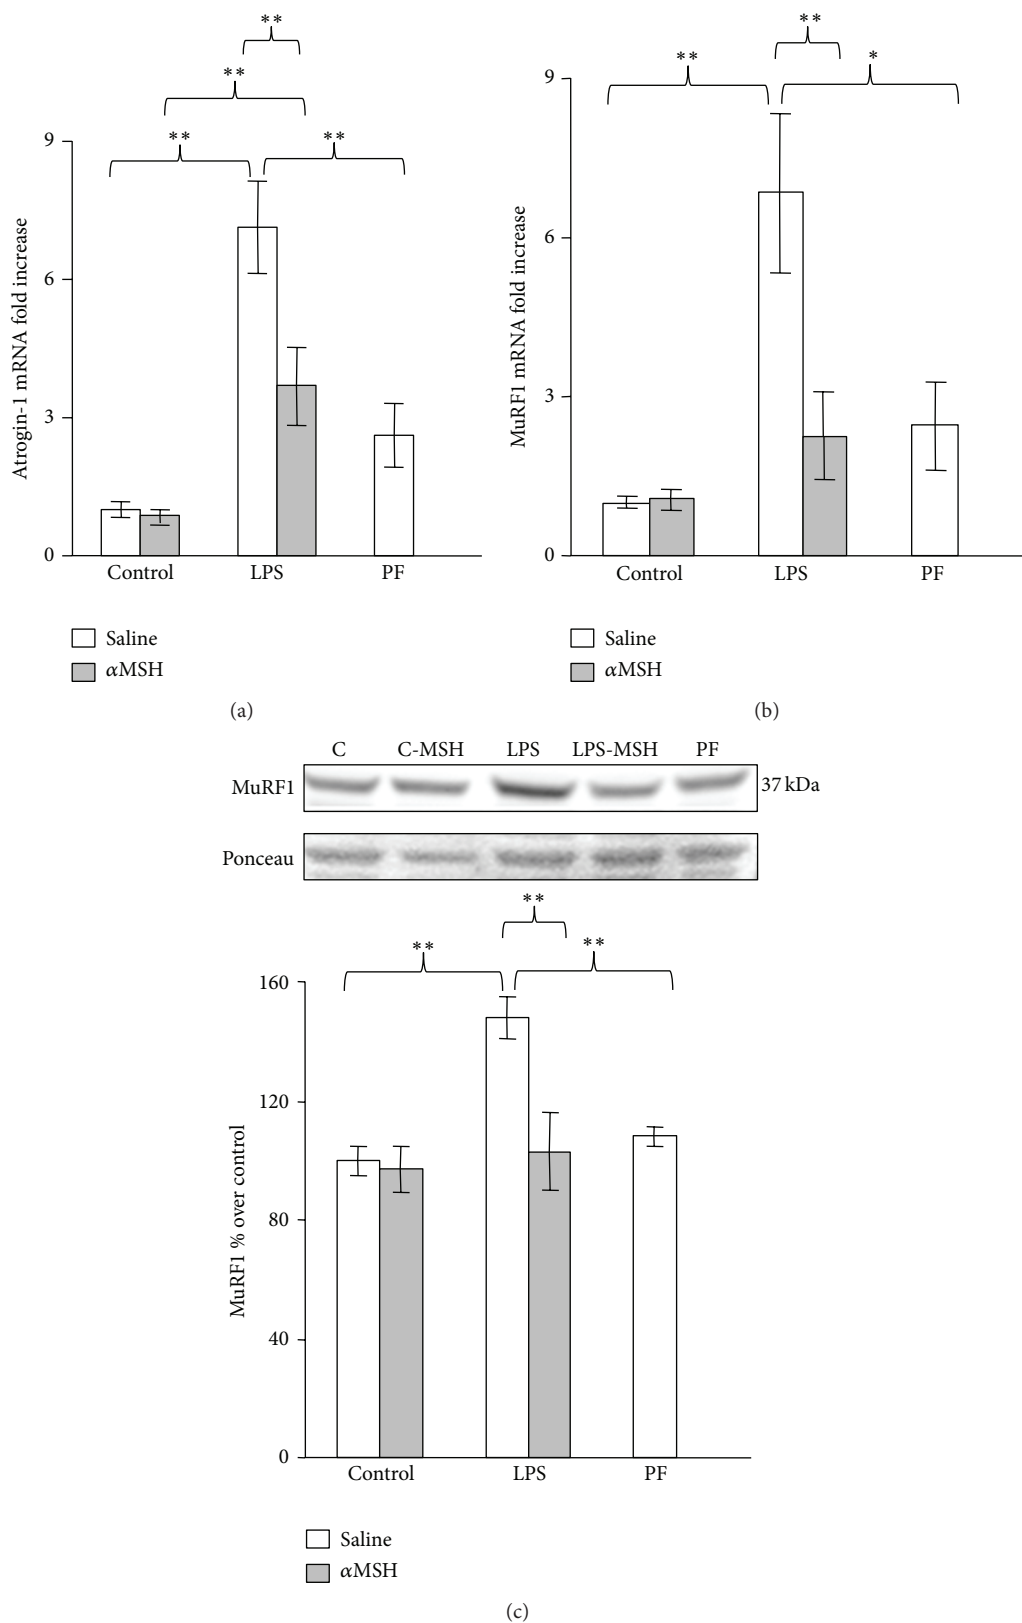 **
**
**
**
9
6
3
0
Atrogin-1 mRNA fold increase
Control LPS PF
Saline
αMSH
(a)
**
**
*
9
6
3
0
MuRF1 mRNA fold increase
Control LPS PF
Saline
αMSH
(b)
C C-MSH LPS LPS-MSH PF
MuRF1 37 kDa
Ponceau
**
**
**
160
120
80
40
0
MuRF1 % over control
Control LPS PF
Saline
αMSH
(c)